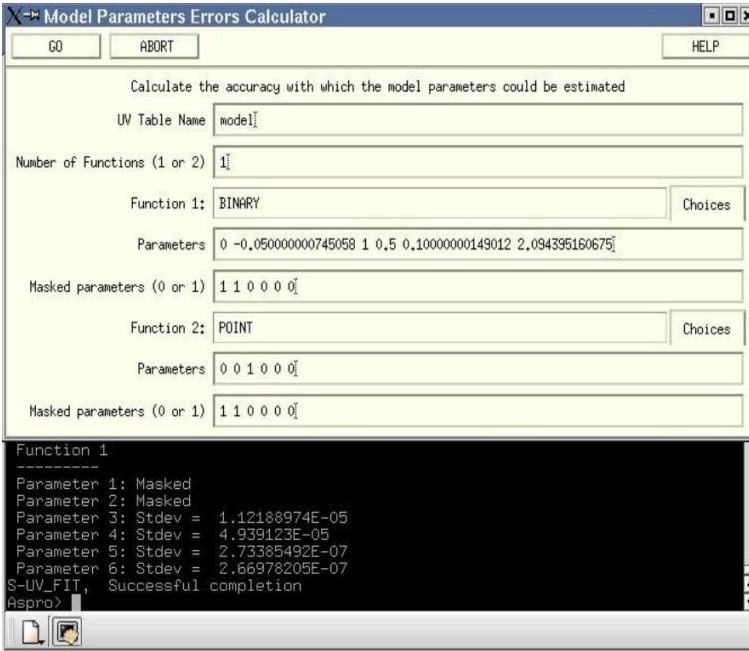 Model Parameters Errors Calculator
GO ABORT HELP
Calculate the accuracy with which the model parameters could be estimated
UV Table Name model
Number of Functions (1 or 2) 1
Function 1: BINARY Choices
Parameters 0 -0.050000000745058 1 0.5 0.10000000149012 2.094395160675
Masked parameters (0 or 1) 1 1 0 0 0 0
Function 2: POINT Choices
Parameters 0 0 1 0 0 0
Masked parameters (0 or 1) 1 1 0 0 0 0
Function 1
---------
Parameter 1: Masked
Parameter 2: Masked
Parameter 3: Stdev = 1.12188974E-05
Parameter 4: Stdev = 4.939123E-05
Parameter 5: Stdev = 2.73385492E-07
Parameter 6: Stdev = 2.66978205E-07
S-UV_FIT, Successful completion
Aspro>